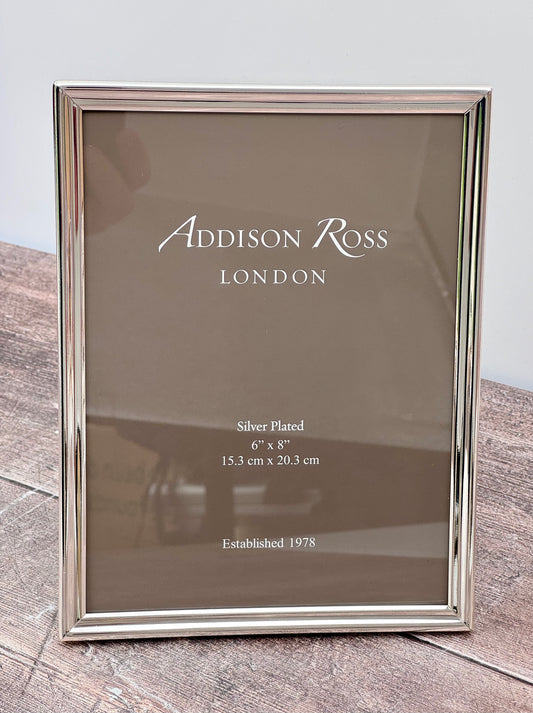 ADDISON ROSS
LONDON
Silver Plated
6” x 8”
15.3 cm x 20.3 cm
Established 1978